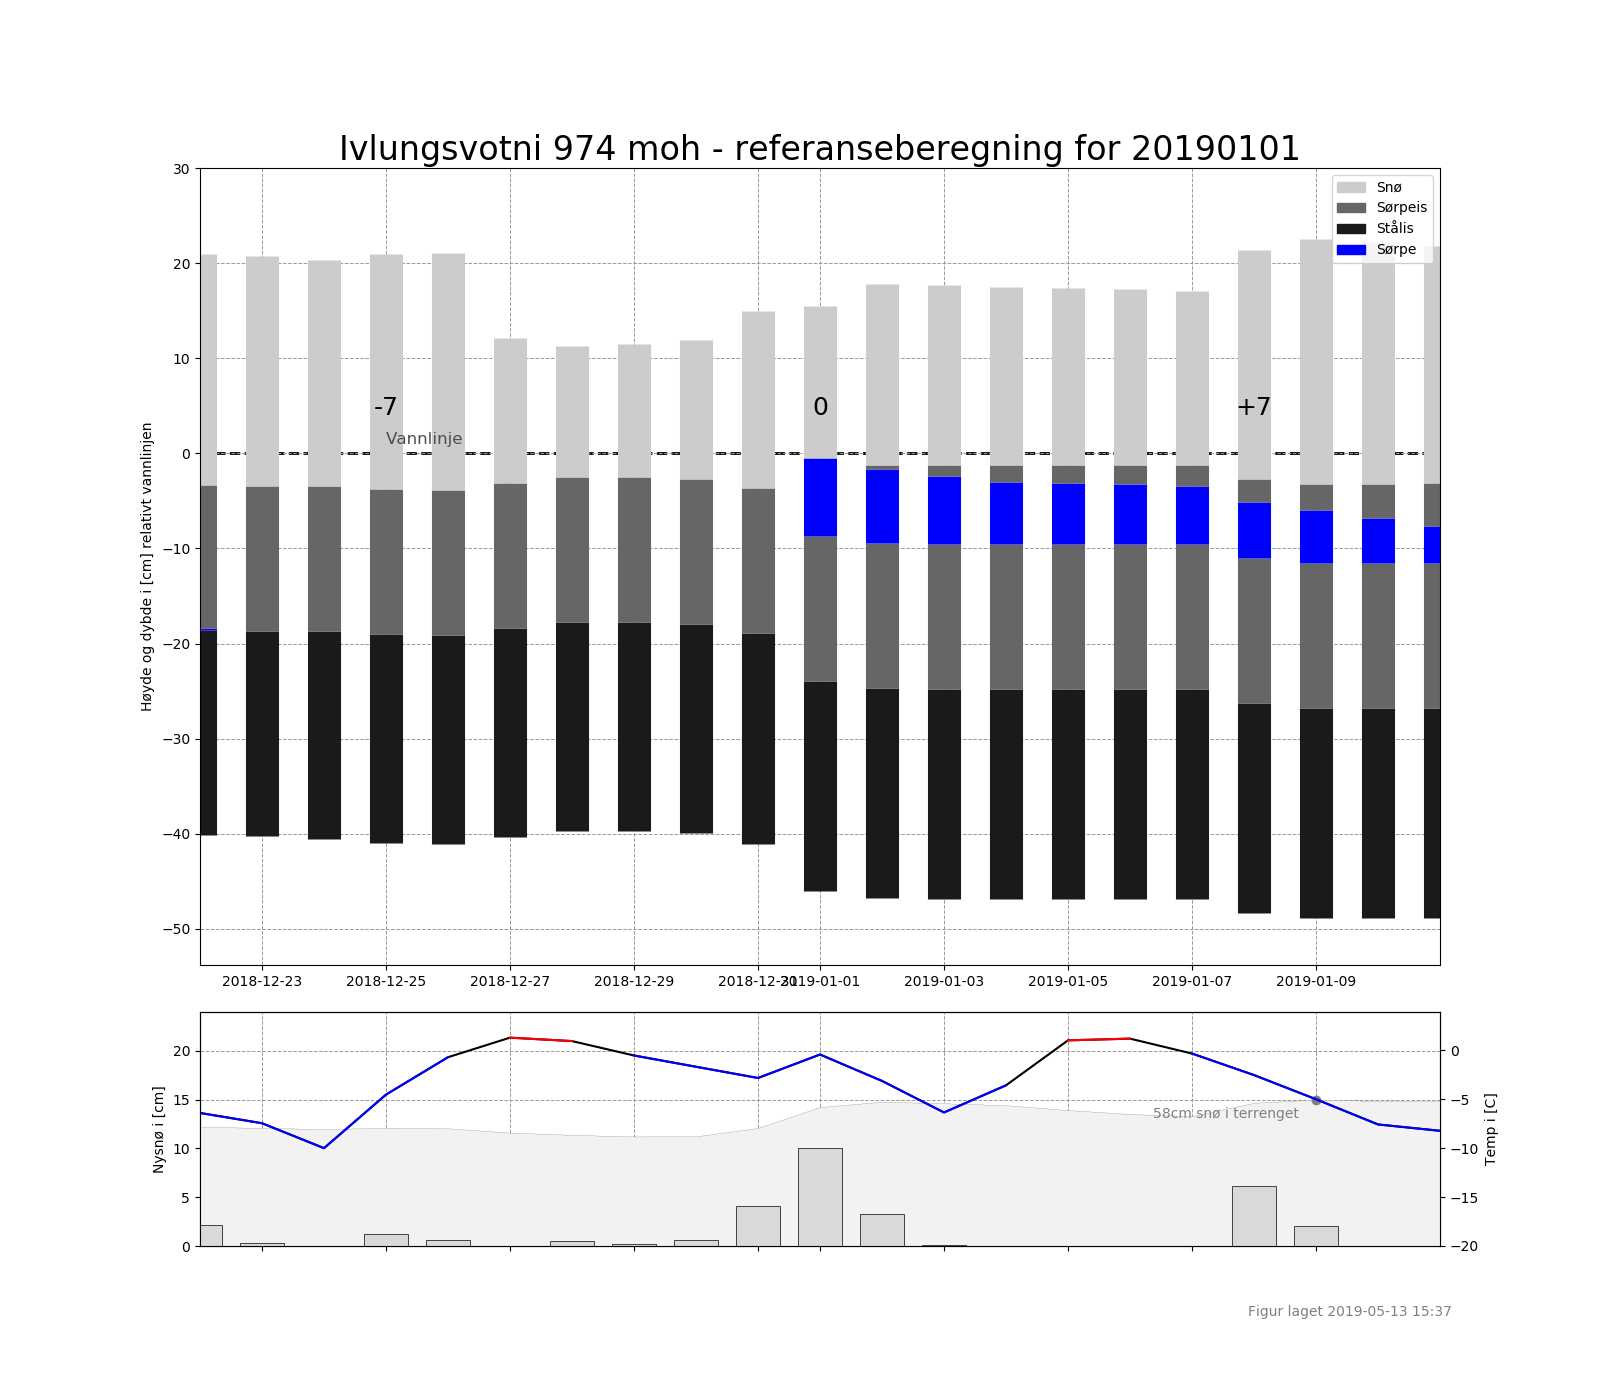 Ivlungsvotni 974 moh - referanseberegning for 20190101
30
20
10
0
−10
−20
−30
−40
−50
Høyde og dybde i [cm] relativt vannlinjen
Snø
Sørpeis
Stålis
Sørpe
-7
0
+7
Vannlinje
2018-12-23
2018-12-25
2018-12-27
2018-12-29
2018-12-31
2019-01-01
2019-01-03
2019-01-05
2019-01-07
2019-01-09
20
15
10
5
0
Nysnø i [cm]
58cm snø i terrenget
0
−5
−10
−15
−20
Temp i [C]
Figur laget 2019-05-13 15:37